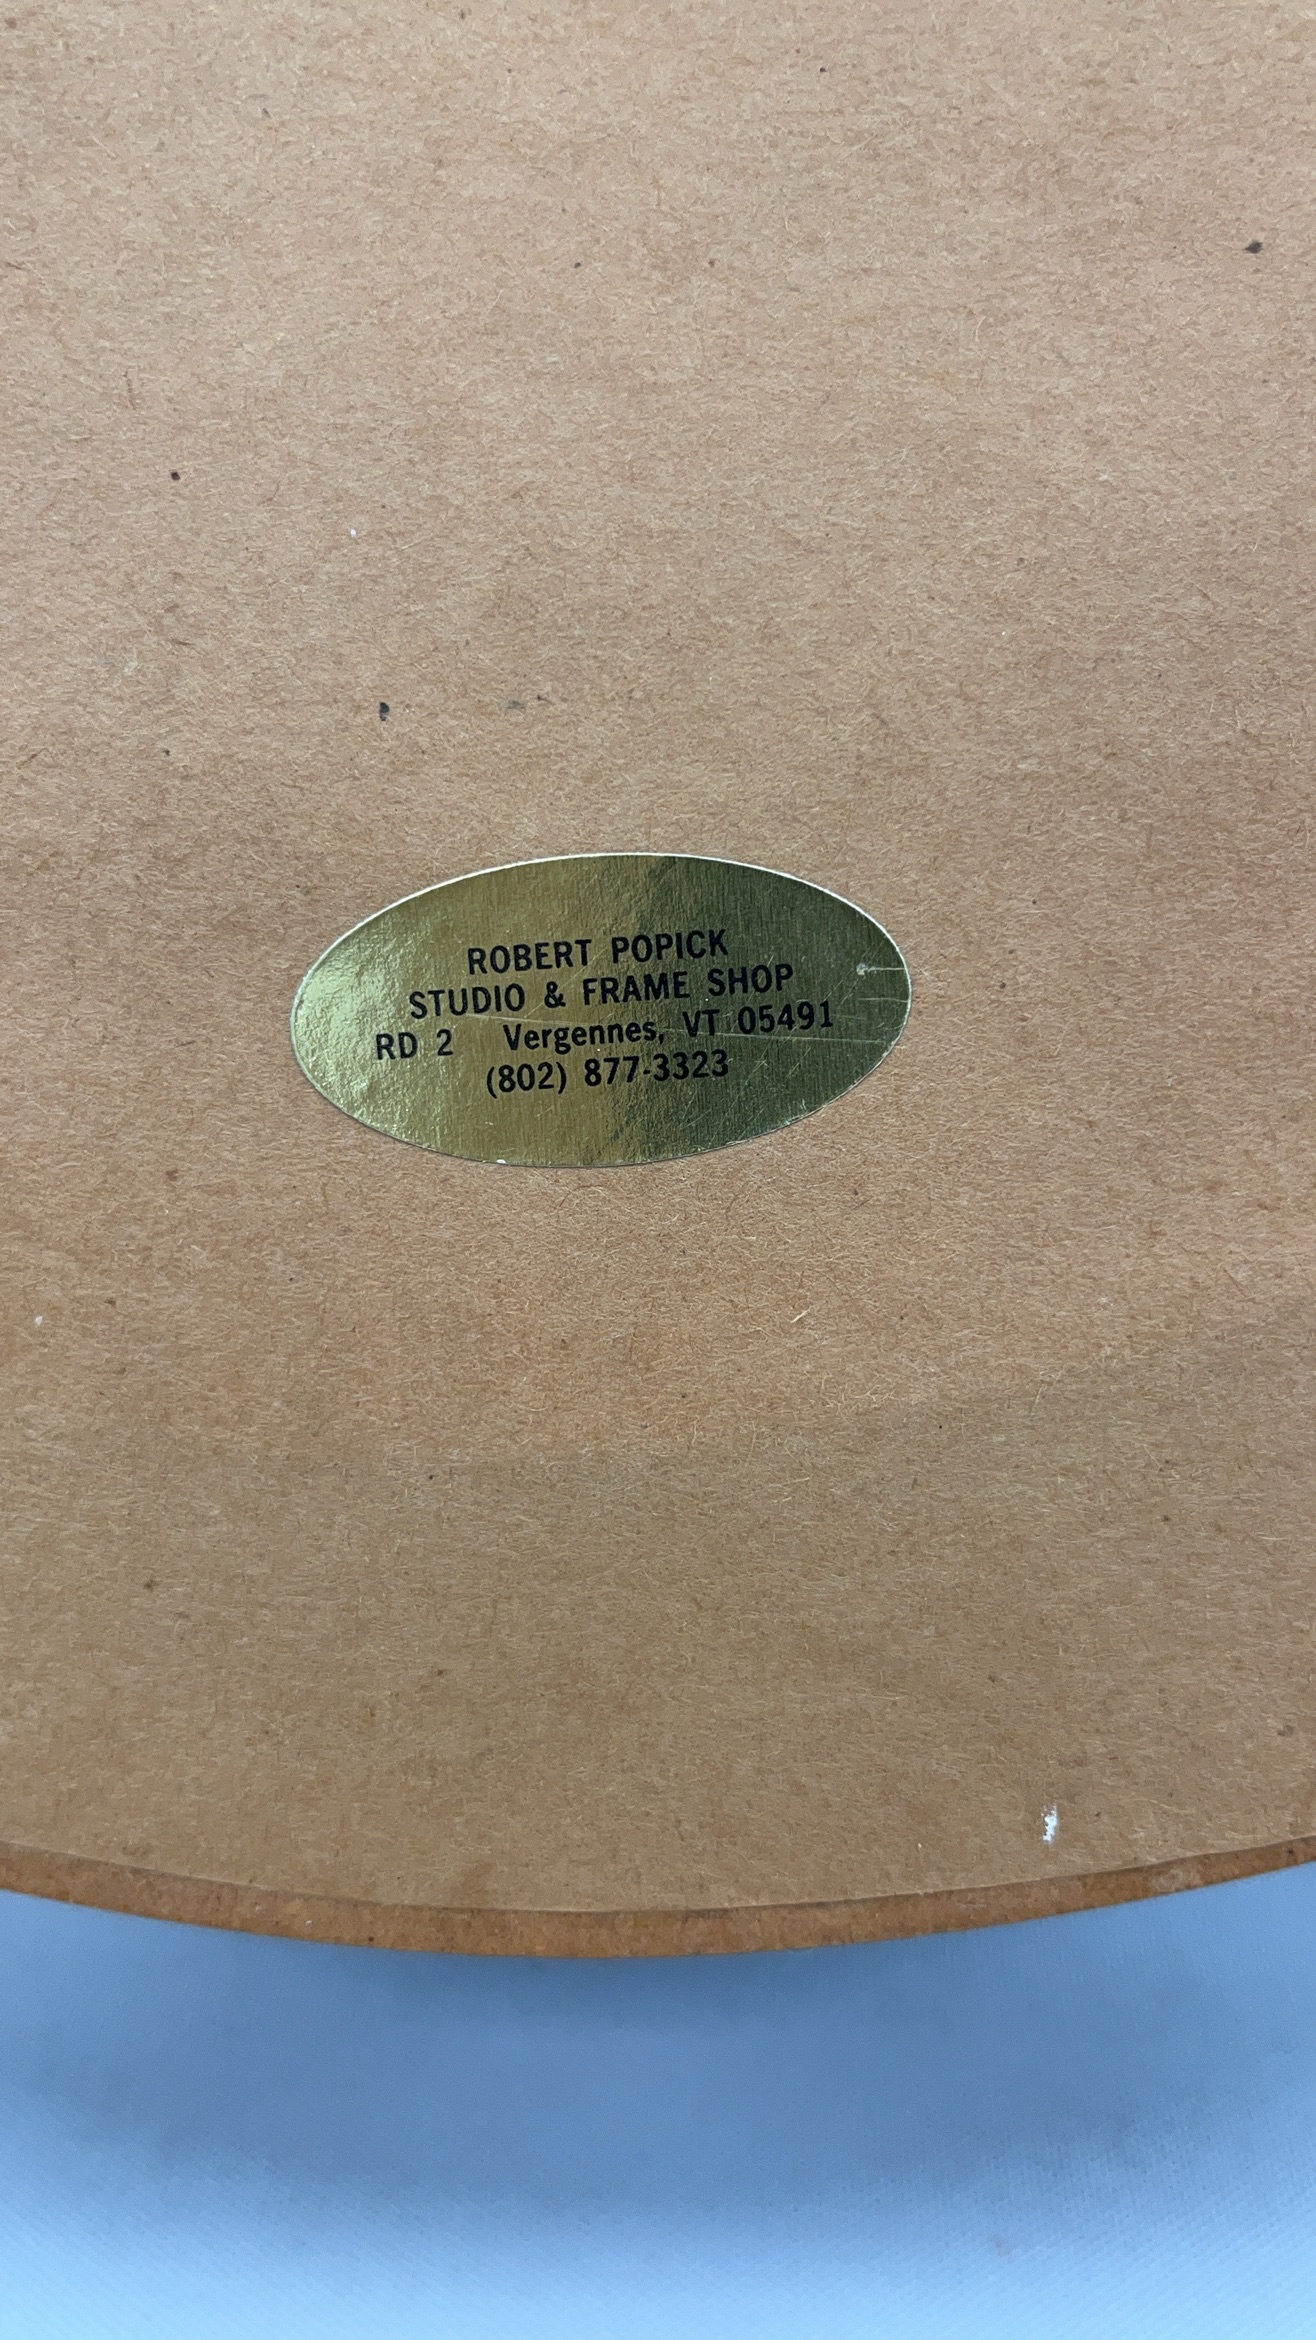 ROBERT POPICK
STUDIO & FRAME SHOP
RD 2 Vergennes, VT 05491
(802) 877-3323